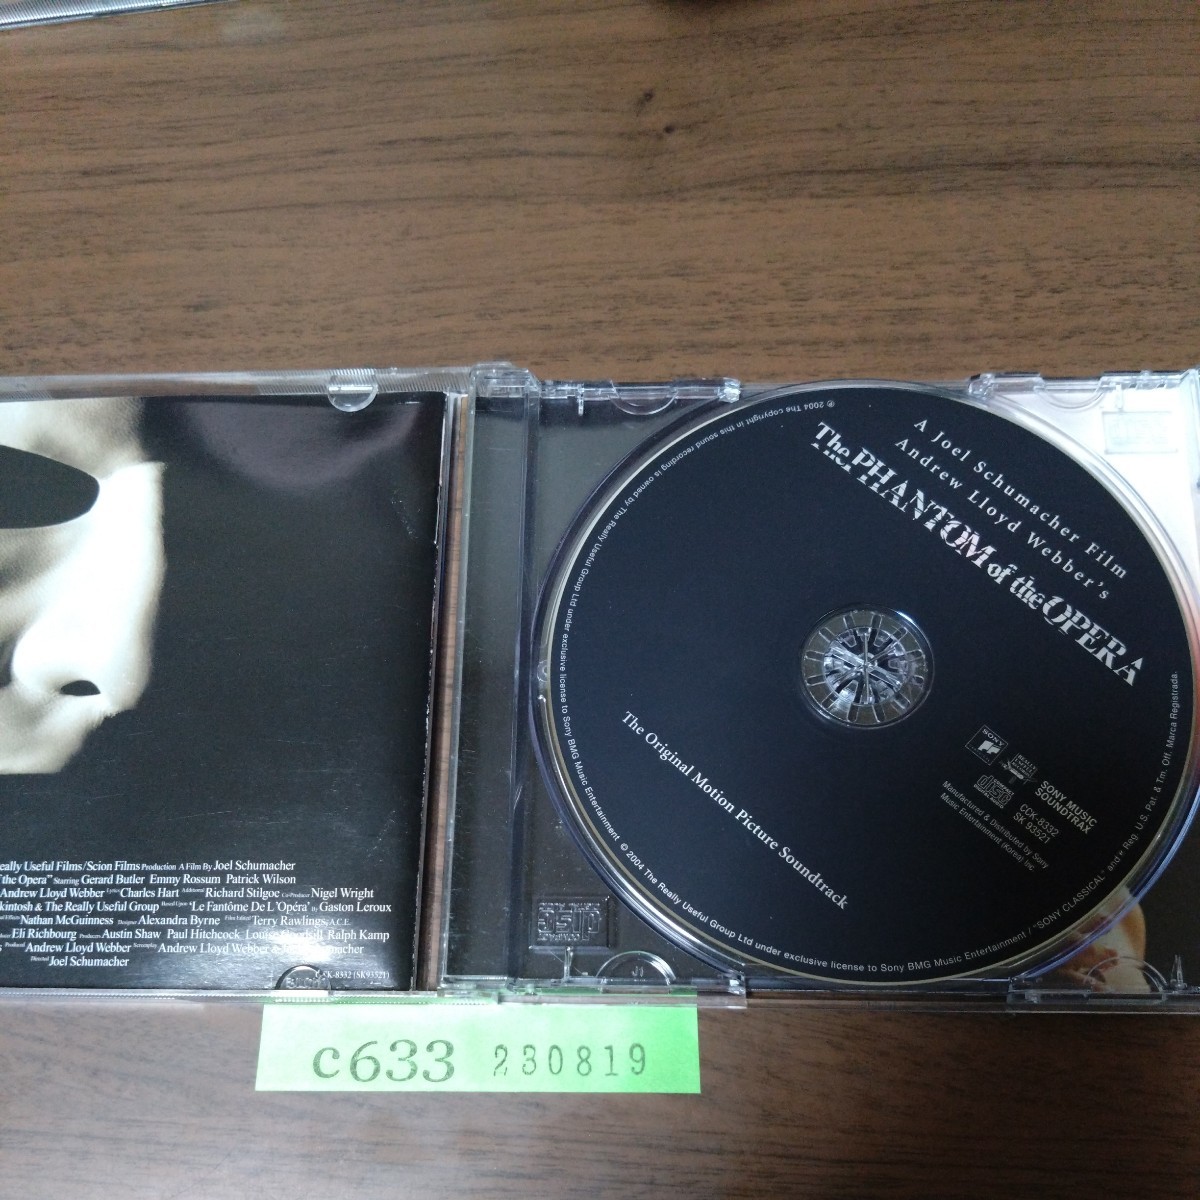 A Joel Schumacher Film
Andrew Lloyd Webber's
The PHANTOM of the OPERA
The Original Motion Picture Soundtrack
SONY
SONY MUSIC
SOUNDTRAX
CCK-8332
SK 83521
Manufactured & Distributed by Sony
Music Entertainment (Korea) Inc.
℗ 2004 The copyright in this sound recording is owned by The Really Useful Group Ltd under exclusive license to Sony BMG Music Entertainment © 2004 The Really Useful Group Ltd under exclusive license to Sony BMG Music Entertainment / "SONY CLASSICAL" and Reg. U.S. Pat. & Tm. Off. Marca Registrada.
eally Useful Films/Scion Films Production A Film By Joel Schumacher
the Opera" Starring Gerard Butler Emmy Rossum Patrick Wilson
Andrew Lloyd Webber Lyrics Charles Hart Additional Richard Stilgoe Co-Producer Nigel Wright
kintosh & The Really Useful Group Based Upon 'Le Fantôme De L'Opéra' By Gaston Leroux
Nathan McGuinness Designer Alexandra Byrne Film Editor Terry Rawlings, A.C.E.
Eli Richbourg Producers Austin Shaw Paul Hitchcock Louise Goodsill Ralph Kamp
Produced Andrew Lloyd Webber Screenplay Andrew Lloyd Webber & Schumacher
Directed Joel Schumacher
CCK-8332 (SK93521)
c633 230819